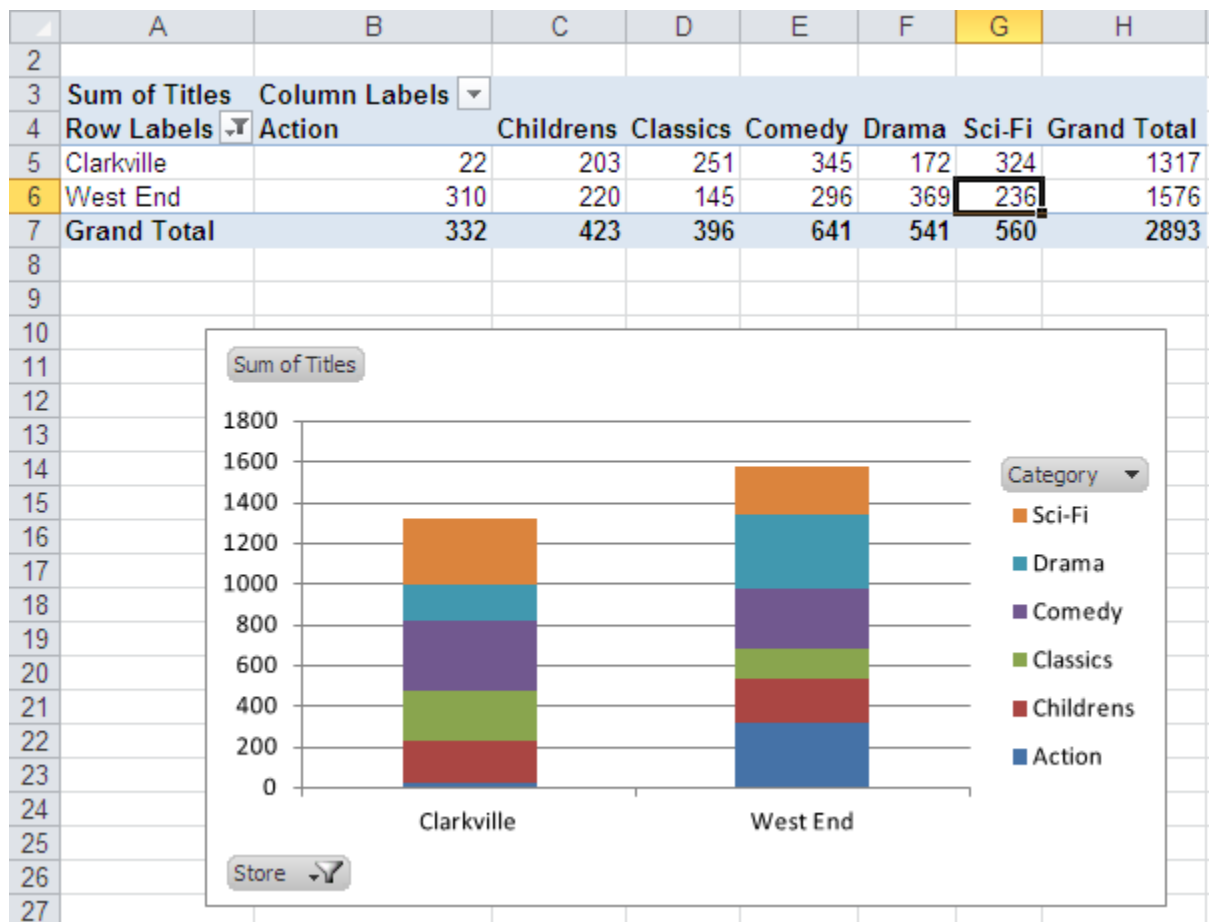 A B C D E F G H
2
3 Sum of Titles Column Labels
4 Row Labels Action Childrens Classics Comedy Drama Sci-Fi Grand Total
5 Clarkville 22 203 251 345 172 324 1317
6 West End 310 220 145 296 369 236 1576
7 Grand Total 332 423 396 641 541 560 2893
8
9
10
11
12
13
14
15
16
17
18
19
20
21
22
23
24
25
26
27
Sum of Titles
1800
1600
1400
1200
1000
800
600
400
200
0
Clarkville West End
Category
Sci-Fi
Drama
Comedy
Classics
Childrens
Action
Store